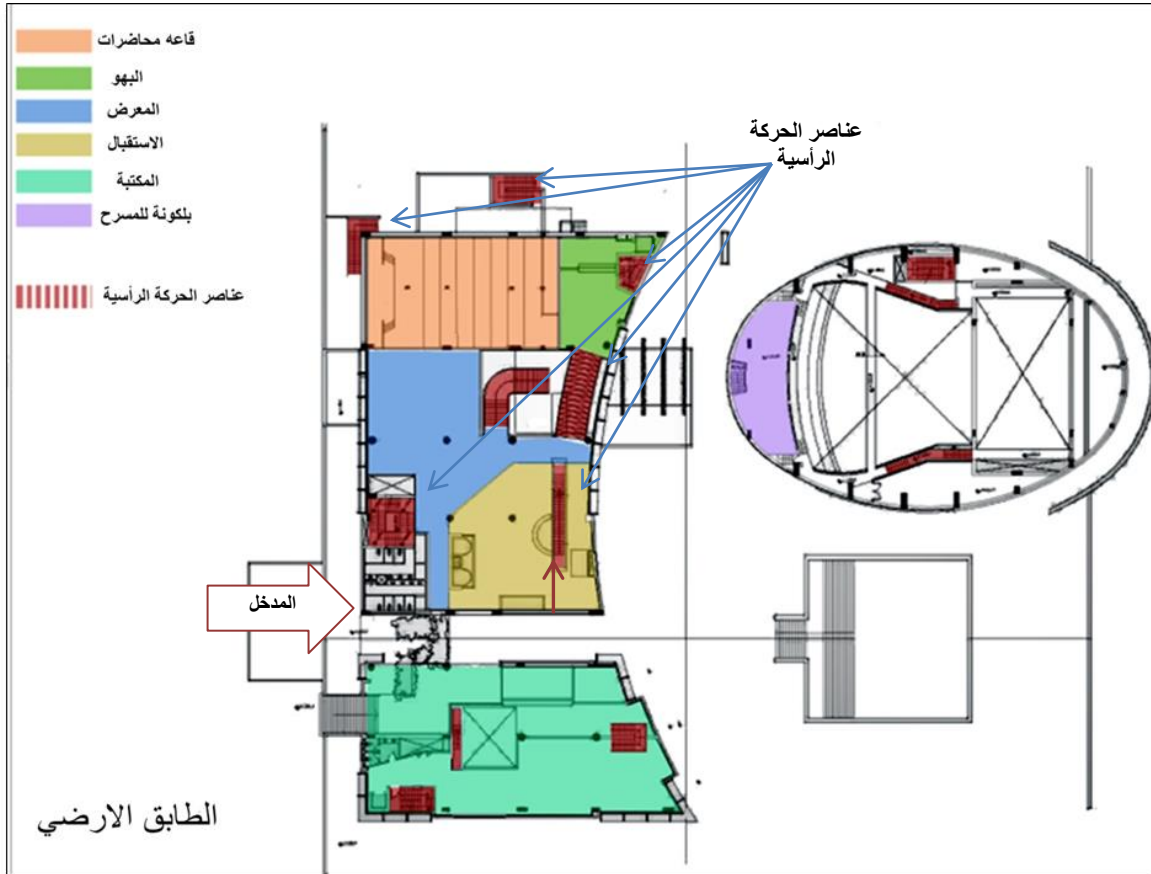 قاعه محاضرات
البهو
المعرض
الاستقبال
المكتبة
بلكونة للمسرح
عناصر الحركة الرأسية
عناصر الحركة
الرأسية
المدخل
الطابق الارضي